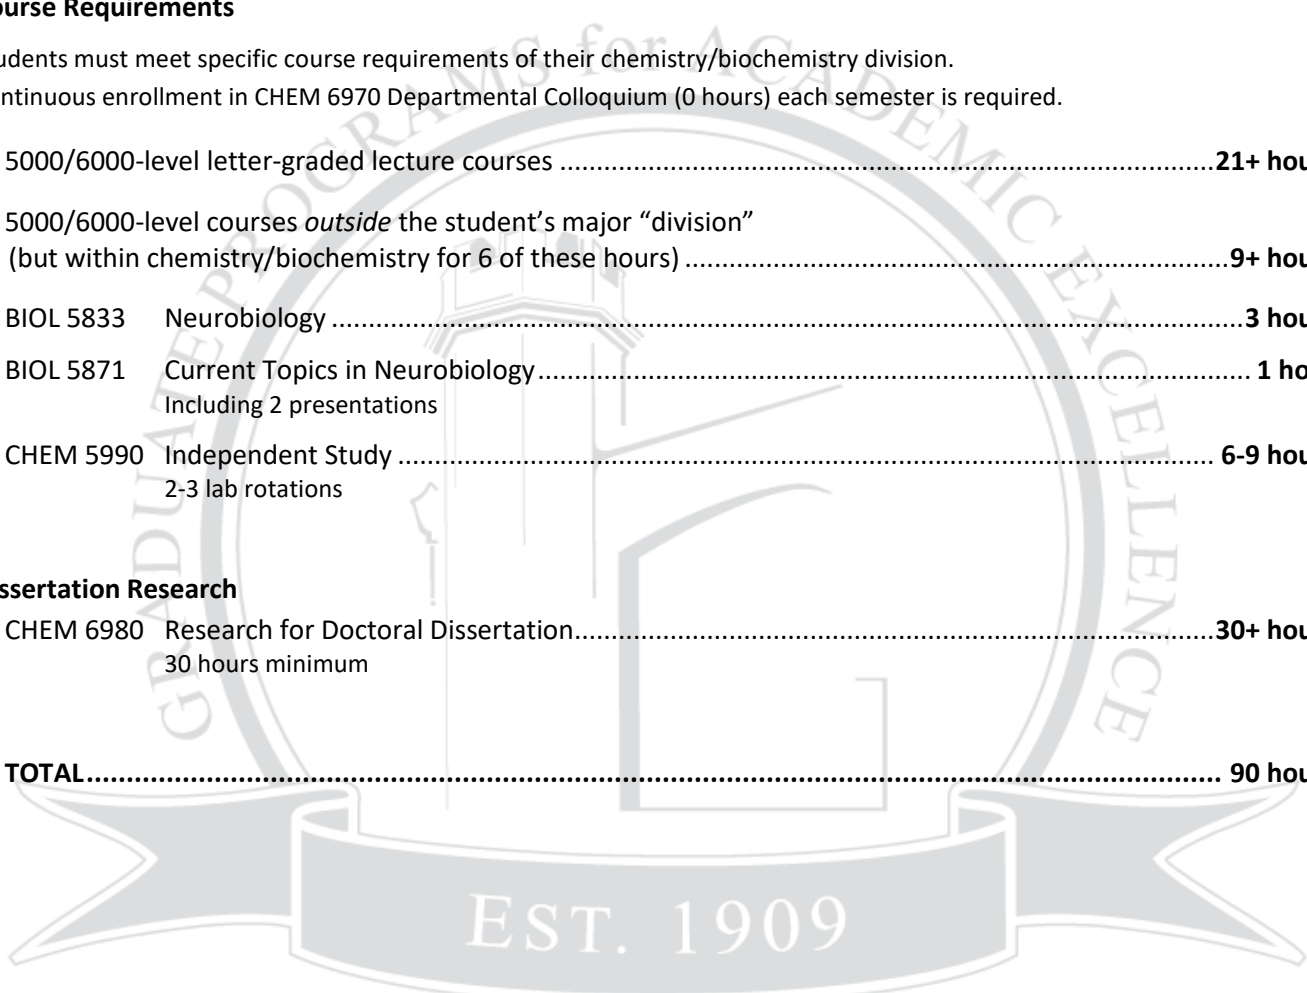 ourse Requirements
udents must meet specific course requirements of their chemistry/biochemistry division.
ontinuous enrollment in CHEM 6970 Departmental Colloquium (0 hours) each semester is required.
5000/6000-level letter-graded lecture courses ........................................................................................21+ hou
5000/6000-level courses outside the student’s major “division”
(but within chemistry/biochemistry for 6 of these hours) ..........................................................................9+ hou
BIOL 5833 Neurobiology ..........................................................................................................................3 hou
BIOL 5871 Current Topics in Neurobiology................................................................................................ 1 ho
Including 2 presentations
CHEM 5990 Independent Study .............................................................................................................. 6-9 hou
2-3 lab rotations
ssertation Research
CHEM 6980 Research for Doctoral Dissertation......................................................................................30+ hou
30 hours minimum
TOTAL............................................................................................................................................ 90 hou
GRADUATE PROGRAMS for ACADEMIC EXCELLENCE
EST. 1909